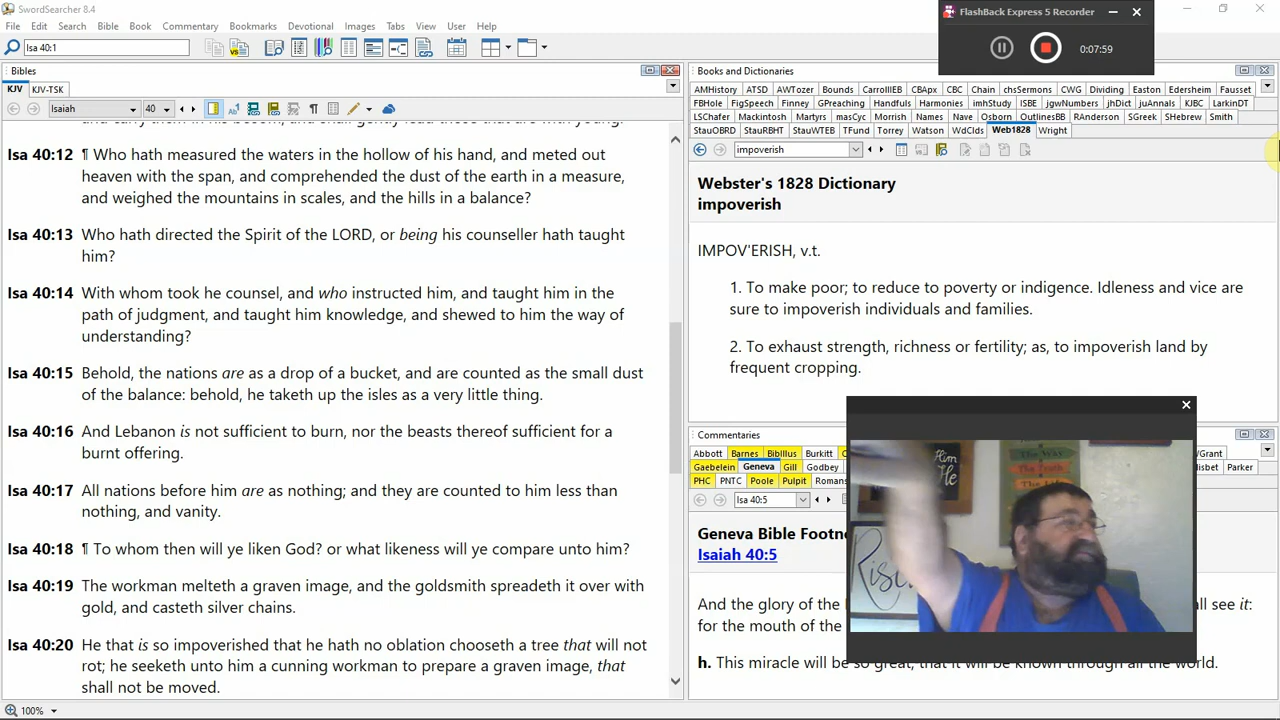 SwordSearcher 8.4
FlashBack Express 5 Recorder
File Edit Search Bible Book Commentary Bookmarks Devotional Images Tabs View User Help
0:07:59
Isa 40:1
VS
Bibles
KJV KJV-TSK
Isaiah 40
Isa 40:12 ¶ Who hath measured the waters in the hollow of his hand, and meted out
heaven with the span, and comprehended the dust of the earth in a measure,
and weighed the mountains in scales, and the hills in a balance?
Isa 40:13 Who hath directed the Spirit of the LORD, or being his counseller hath taught
him?
Isa 40:14 With whom took he counsel, and who instructed him, and taught him in the
path of judgment, and taught him knowledge, and shewed to him the way of
understanding?
Isa 40:15 Behold, the nations are as a drop of a bucket, and are counted as the small dust
of the balance: behold, he taketh up the isles as a very little thing.
Isa 40:16 And Lebanon is not sufficient to burn, nor the beasts thereof sufficient for a
burnt offering.
Isa 40:17 All nations before him are as nothing; and they are counted to him less than
nothing, and vanity.
Isa 40:18 ¶ To whom then will ye liken God? or what likeness will ye compare unto him?
Isa 40:19 The workman melteth a graven image, and the goldsmith spreadeth it over with
gold, and casteth silver chains.
Isa 40:20 He that is so impoverished that he hath no oblation chooseth a tree that will not
rot; he seeketh unto him a cunning workman to prepare a graven image, that
shall not be moved.
100%
Books and Dictionaries
AMHistory ATSD AWTozer Bounds CarrollIEB CBApx CBC Chain chsSermons CWG Dividing Easton Edersheim Fausset
FBHole FigSpeech Finney GPreaching Handfuls Harmonies imhStudy ISBE jgwNumbers jhDict juAnnals KJBC LarkinDT
LSChafer Mackintosh Martyrs masCyc Morrish Names Nave Osborn OutlinesBB RAnderson SGreek SHebrew Smith
StauOBRD StauRBHT StauWTEB TFund Torrey Watson WdClds Web1828 Wright
impoverish
Webster's 1828 Dictionary
impoverish
IMPOV'ERISH, v.t.
1. To make poor; to reduce to poverty or indigence. Idleness and vice are
sure to impoverish individuals and families.
2. To exhaust strength, richness or fertility; as, to impoverish land by
frequent cropping.
Commentaries
Abbott Barnes BibIllus Burkitt /Grant
Gaebelein Geneva Gill Godbey isbet Parker
PHC PNTC Poole Pulpit Romans
Isa 40:5
Geneva Bible Footn
Isaiah 40:5
And the glory of the all see it:
for the mouth of the
h. This miracle will be so great, that it will be known through all the world.
Him
He
The Way
The Truth
The Life
Risen